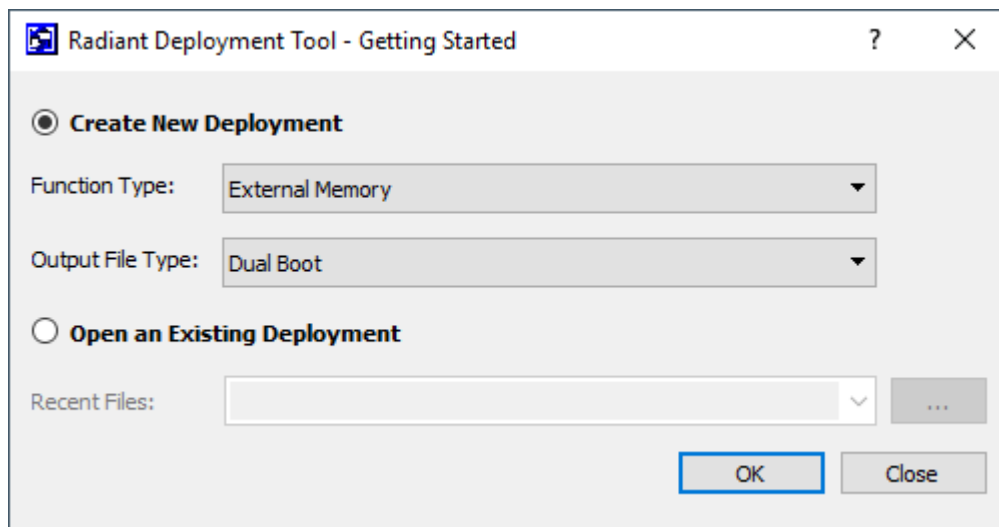 Radiant Deployment Tool - Getting Started ?
Create New Deployment
Function Type: External Memory
Output File Type: Dual Boot
Open an Existing Deployment
Recent Files: ...
OK Close